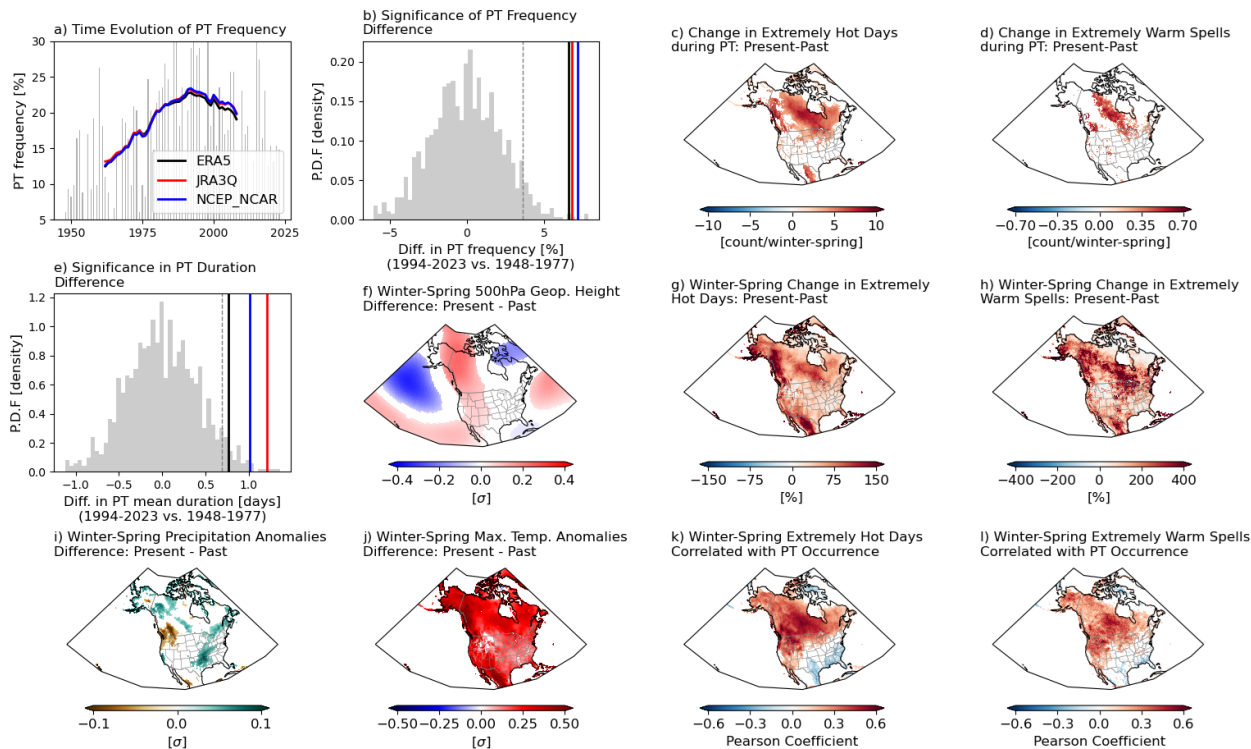 a) Time Evolution of PT Frequency
PT frequency [%]
30
25
20
15
10
5
1950
1975
2000
2025
ERA5
JRA3Q
NCEP_NCAR
b) Significance of PT Frequency
Difference
P.D.F [density]
0.20
0.15
0.10
0.05
0.00
−5
0
5
Diff. in PT frequency [%]
(1994-2023 vs. 1948-1977)
c) Change in Extremely Hot Days
during PT: Present-Past
−10
−5
0
5
10
[count/winter-spring]
d) Change in Extremely Warm Spells
during PT: Present-Past
−0.70
−0.35
0.00
0.35
0.70
[count/winter-spring]
e) Significance in PT Duration
Difference
P.D.F [density]
1.2
1.0
0.8
0.6
0.4
0.2
0.0
−1.0
−0.5
0.0
0.5
1.0
Diff. in PT mean duration [days]
(1994-2023 vs. 1948-1977)
f) Winter-Spring 500hPa Geop. Height
Difference: Present - Past
−0.4
−0.2
0.0
0.2
0.4
[σ]
g) Winter-Spring Change in Extremely
Hot Days: Present-Past
−150
−75
0
75
150
[%]
h) Winter-Spring Change in Extremely
Warm Spells: Present-Past
−400
−200
0
200
400
[%]
i) Winter-Spring Precipitation Anomalies
Difference: Present - Past
−0.1
0.0
0.1
[σ]
j) Winter-Spring Max. Temp. Anomalies
Difference: Present - Past
−0.50
−0.25
0.00
0.25
0.50
[σ]
k) Winter-Spring Extremely Hot Days
Correlated with PT Occurrence
−0.6
−0.3
0.0
0.3
0.6
Pearson Coefficient
l) Winter-Spring Extremely Warm Spells
Correlated with PT Occurrence
−0.6
−0.3
0.0
0.3
0.6
Pearson Coefficient